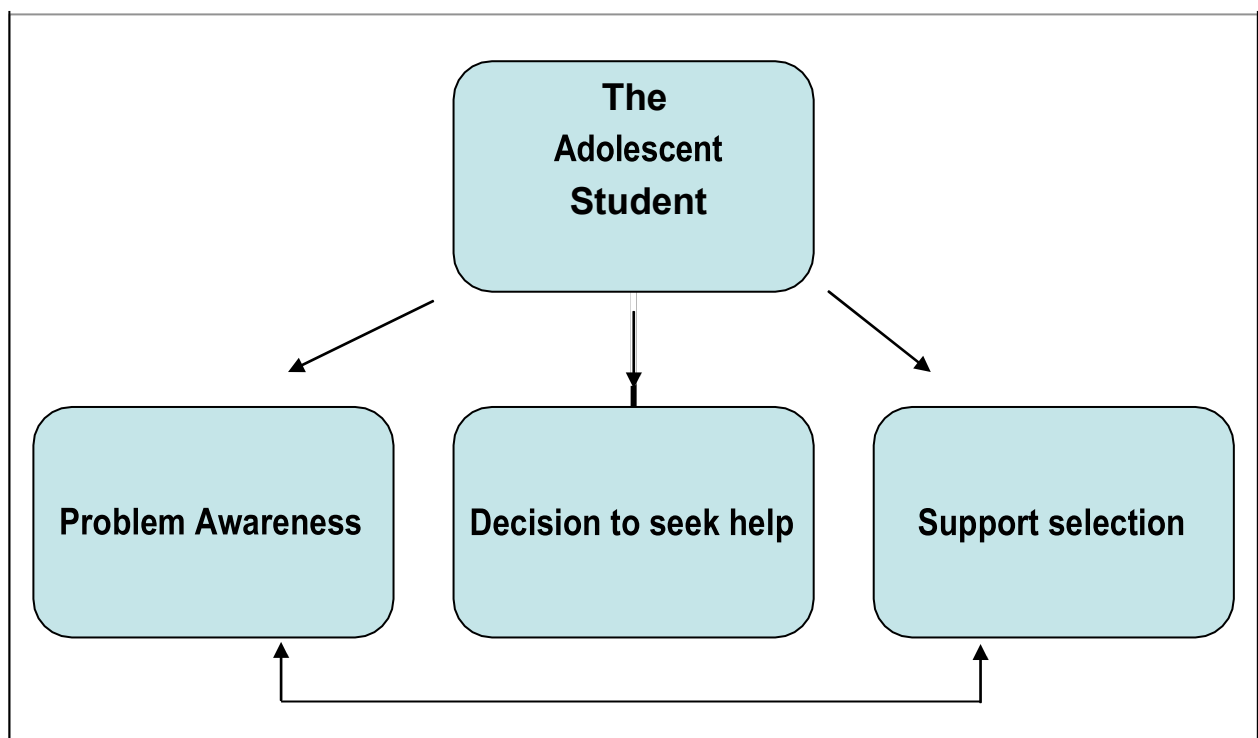 The
Adolescent
Student
Problem Awareness
Decision to seek help
Support selection